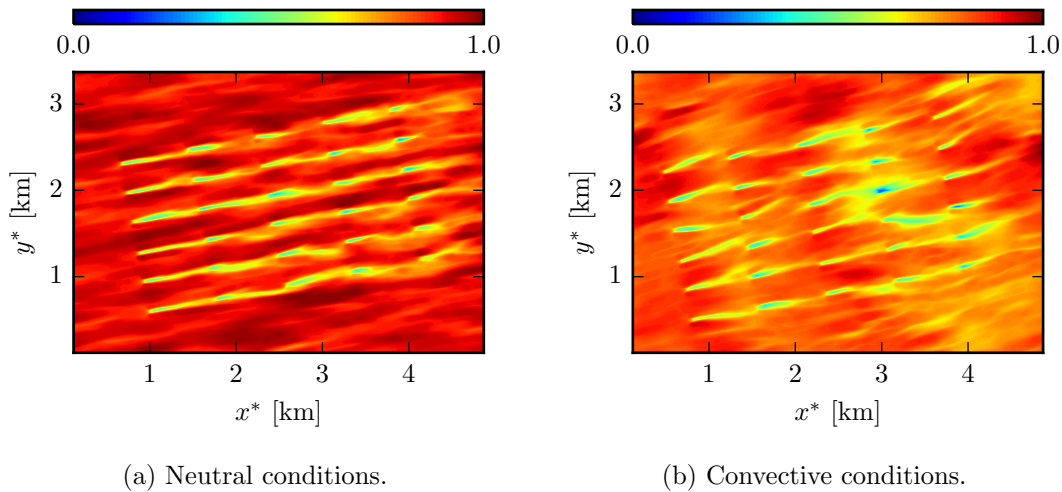 0.0 1.0
0.0 1.0
3
2
1
y* [km]
1 2 3 4
x* [km]
3
2
1
y* [km]
1 2 3 4
x* [km]
(a) Neutral conditions.
(b) Convective conditions.